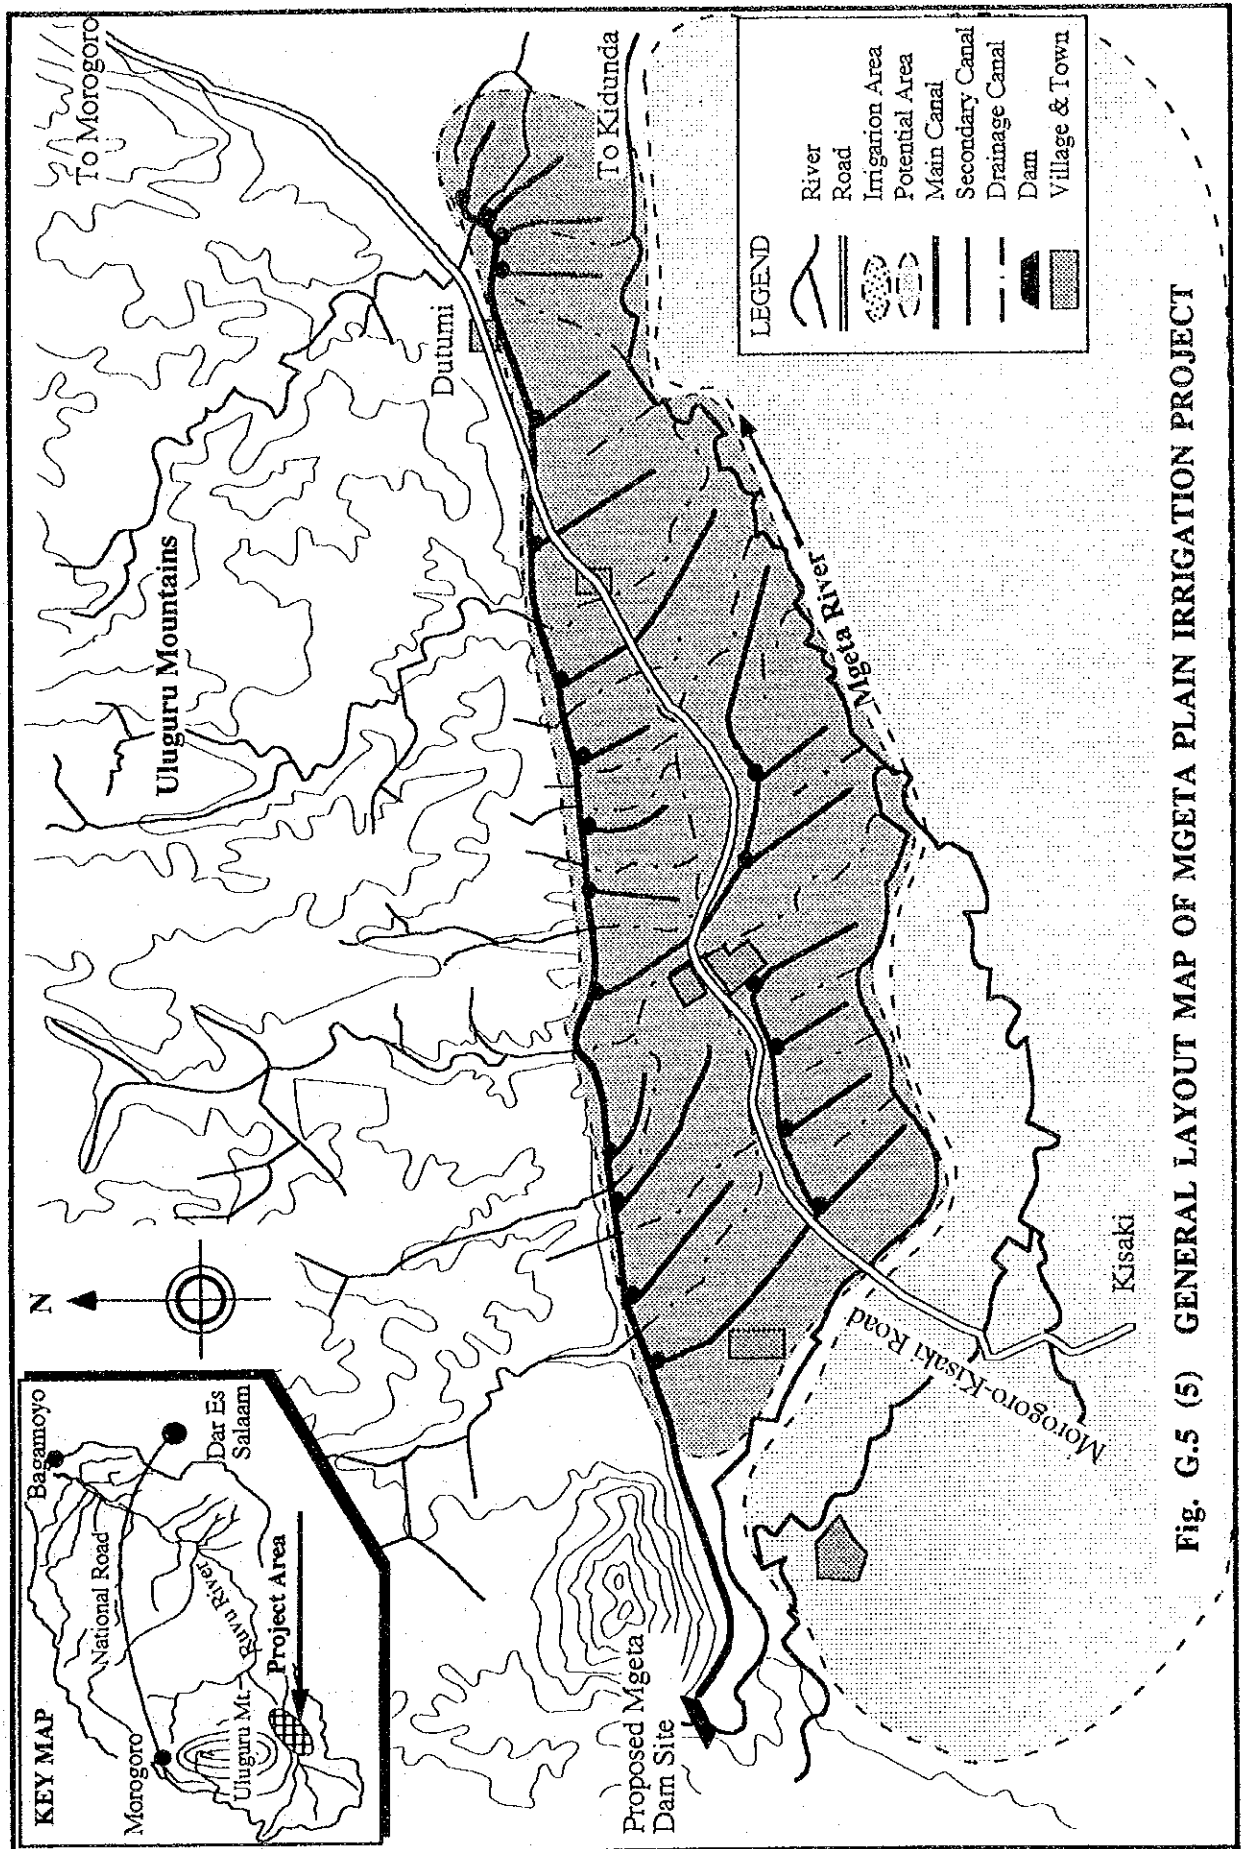 KEY MAP
Bagamoyo
National Road
Morogoro
Dar Es
Salaam
Ruvu River
Uluguru Mt.
Project Area
N
To Morogoro
Uluguru Mountains
Dutumi
To Kidunda
Proposed Mgeta
Dam Site
Mgeta River
Morogoro-Kisaki Road
Kisaki
LEGEND
River
Road
Irrigarion Area
Potential Area
Main Canal
Secondary Canal
Drainage Canal
Dam
Village & Town
Fig. G.5 (5) GENERAL LAYOUT MAP OF MGETA PLAIN IRRIGATION PROJECT